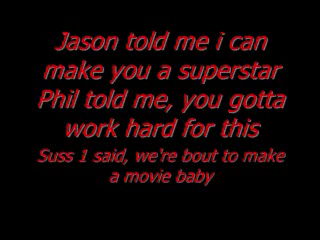 Jason told me i can
make you a superstar
Phil told me, you gotta
work hard for this
Suss 1 said, we're bout to make
a movie baby